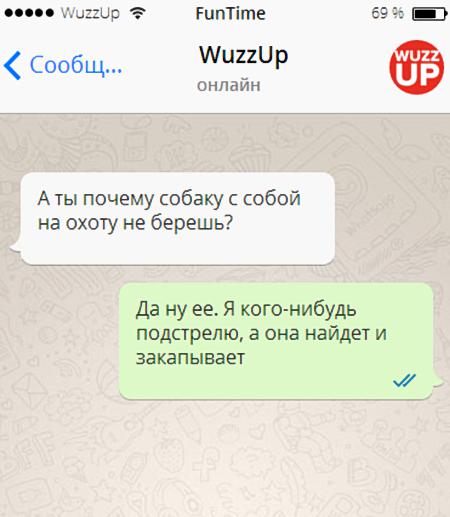 WuzzUp FunTime 69 %
Сообщ... WuzzUp WUZZ
онлайн UP
А ты почему собаку с собой
на охоту не берешь?
Да ну ее. Я кого-нибудь
подстрелю, а она найдет и
закапывает